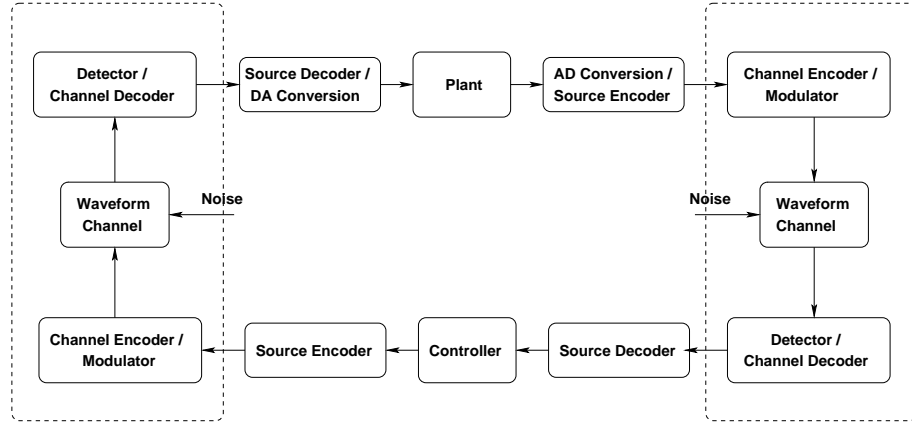 Detector /
Channel Decoder
Source Decoder /
DA Conversion
Plant
AD Conversion /
Source Encoder
Channel Encoder /
Modulator
Waveform
Channel
Noise
Noise
Waveform
Channel
Channel Encoder /
Modulator
Source Encoder
Controller
Source Decoder
Detector /
Channel Decoder